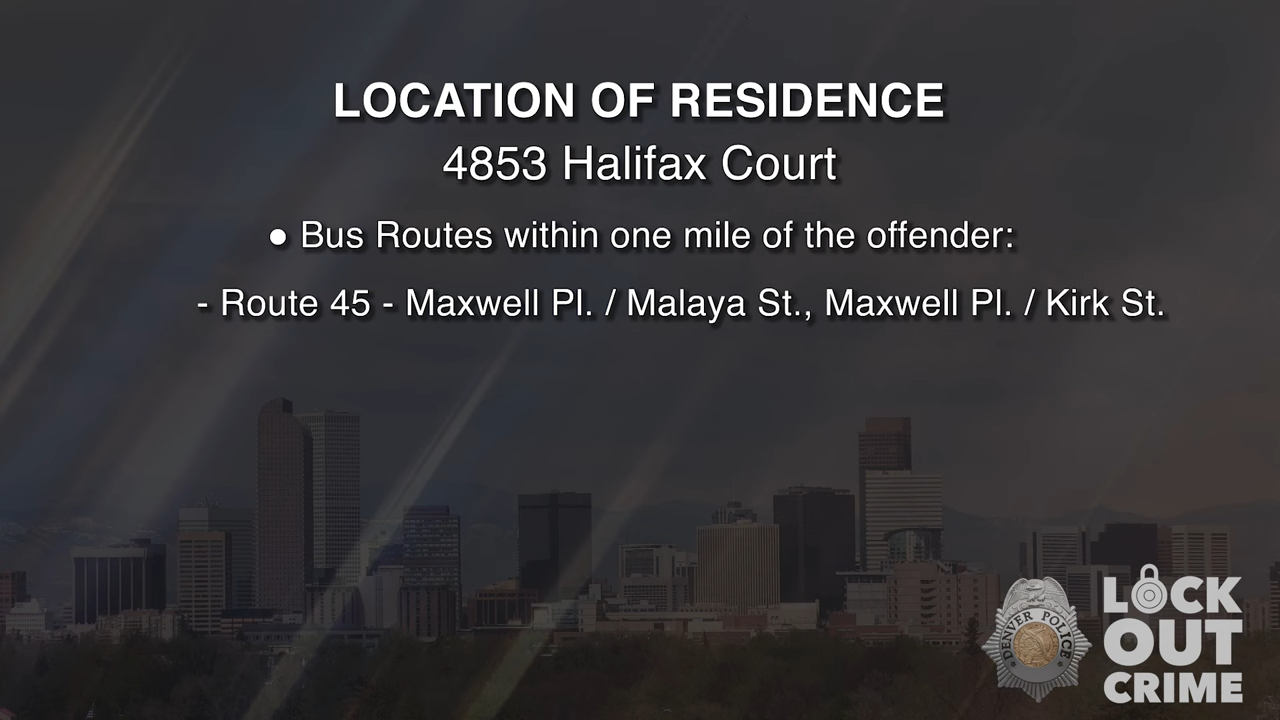 LOCATION OF RESIDENCE
4853 Halifax Court
● Bus Routes within one mile of the offender:
- Route 45 - Maxwell Pl. / Malaya St., Maxwell Pl. / Kirk St.
DENVER POLICE
LOCK
OUT
CRIME